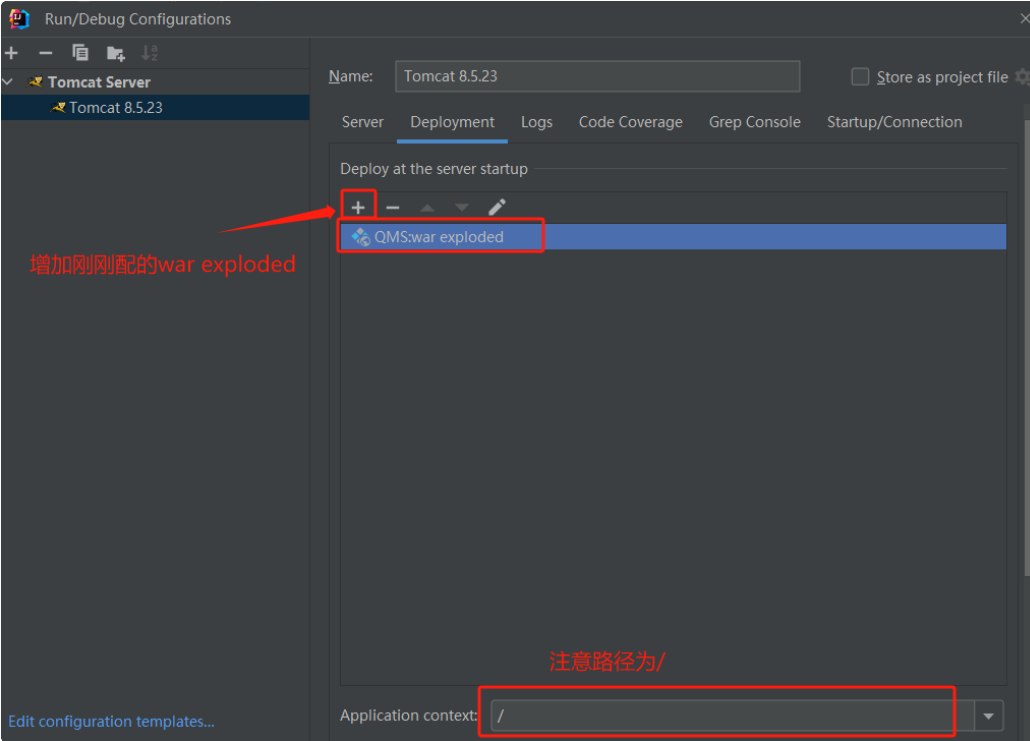 Run/Debug Configurations
Tomcat Server
Tomcat 8.5.23
Name: Tomcat 8.5.23
Store as project file
Server Deployment Logs Code Coverage Grep Console Startup/Connection
Deploy at the server startup
QMS:war exploded
增加刚刚配的war exploded
注意路径为/
Application context: /
Edit configuration templates...